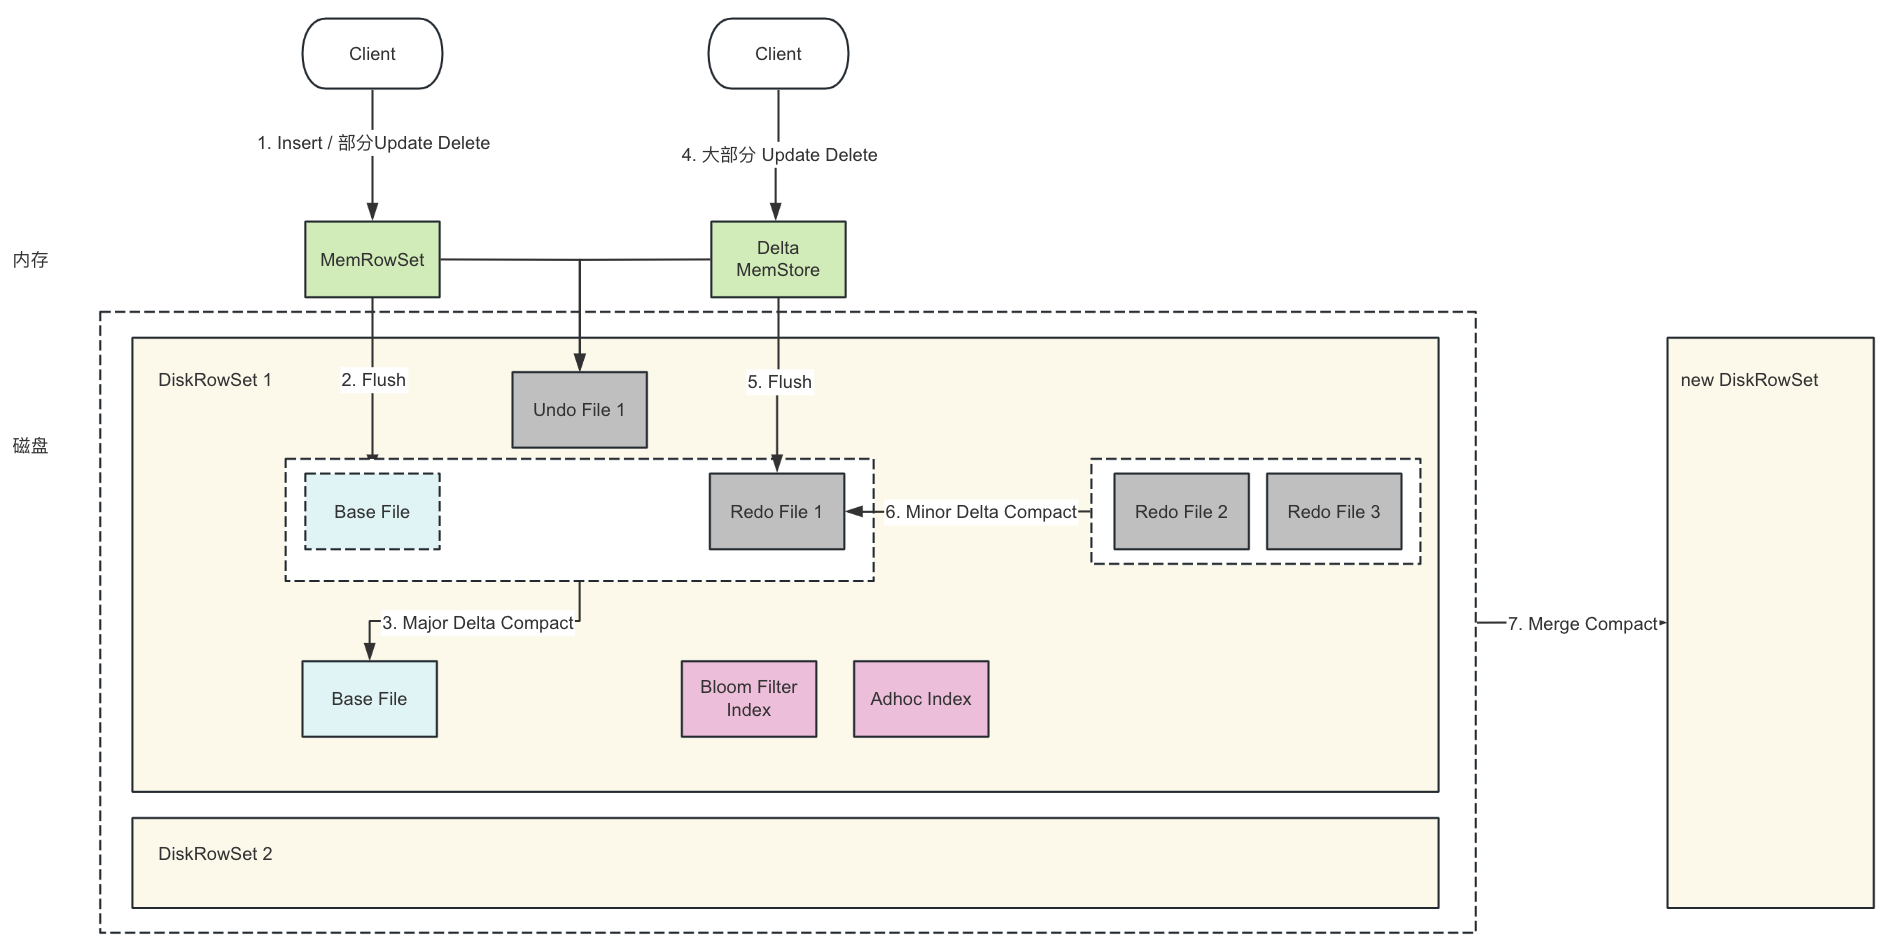 Client
Client
1. Insert / 部分Update Delete
4. 大部分 Update Delete
内存
MemRowSet
Delta
MemStore
DiskRowSet 1
2. Flush
5. Flush
new DiskRowSet
Undo File 1
磁盘
Base File
Redo File 1
6. Minor Delta Compact
Redo File 2
Redo File 3
3. Major Delta Compact
7. Merge Compact
Base File
Bloom Filter
Index
Adhoc Index
DiskRowSet 2